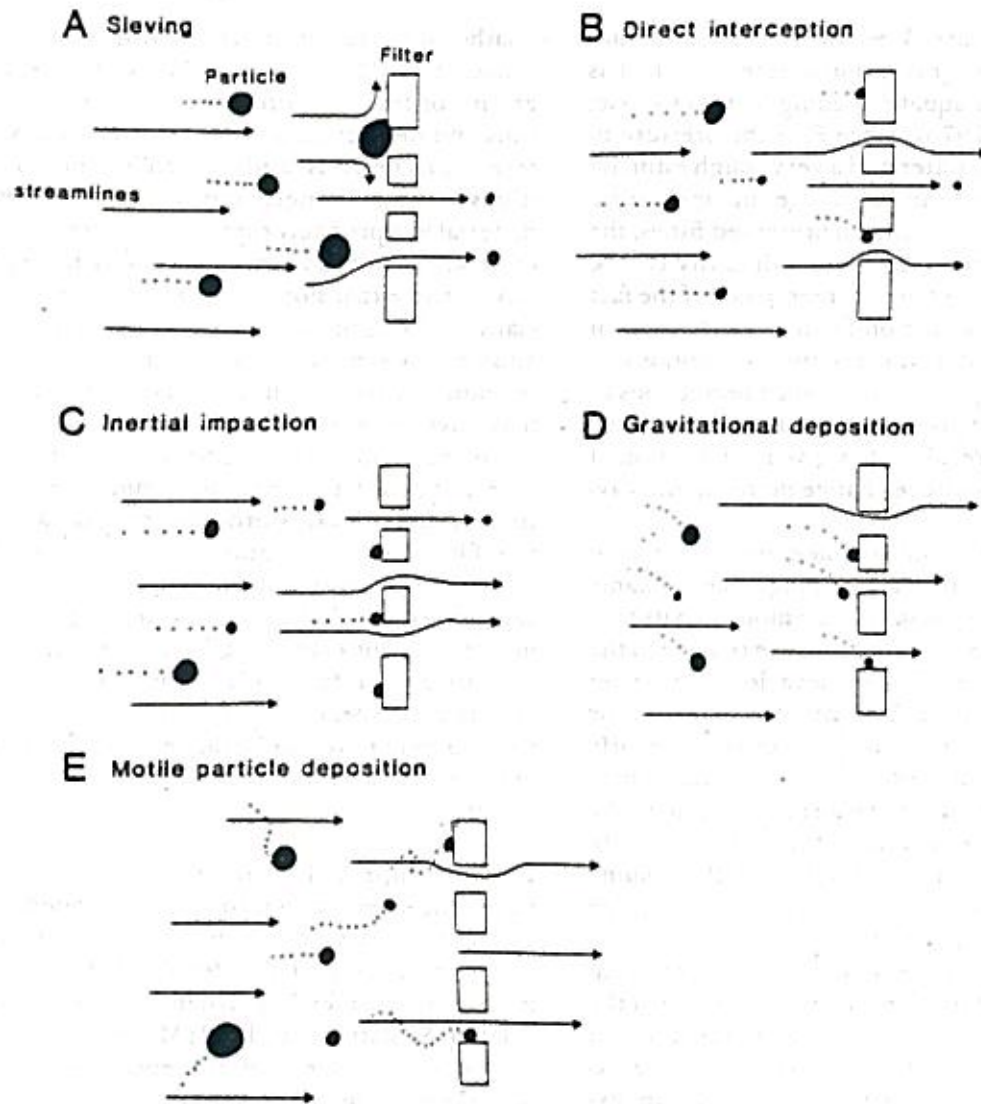 A Sieving
Particle
Filter
streamlines
B Direct interception
C Inertial impaction
D Gravitational deposition
E Motile particle deposition